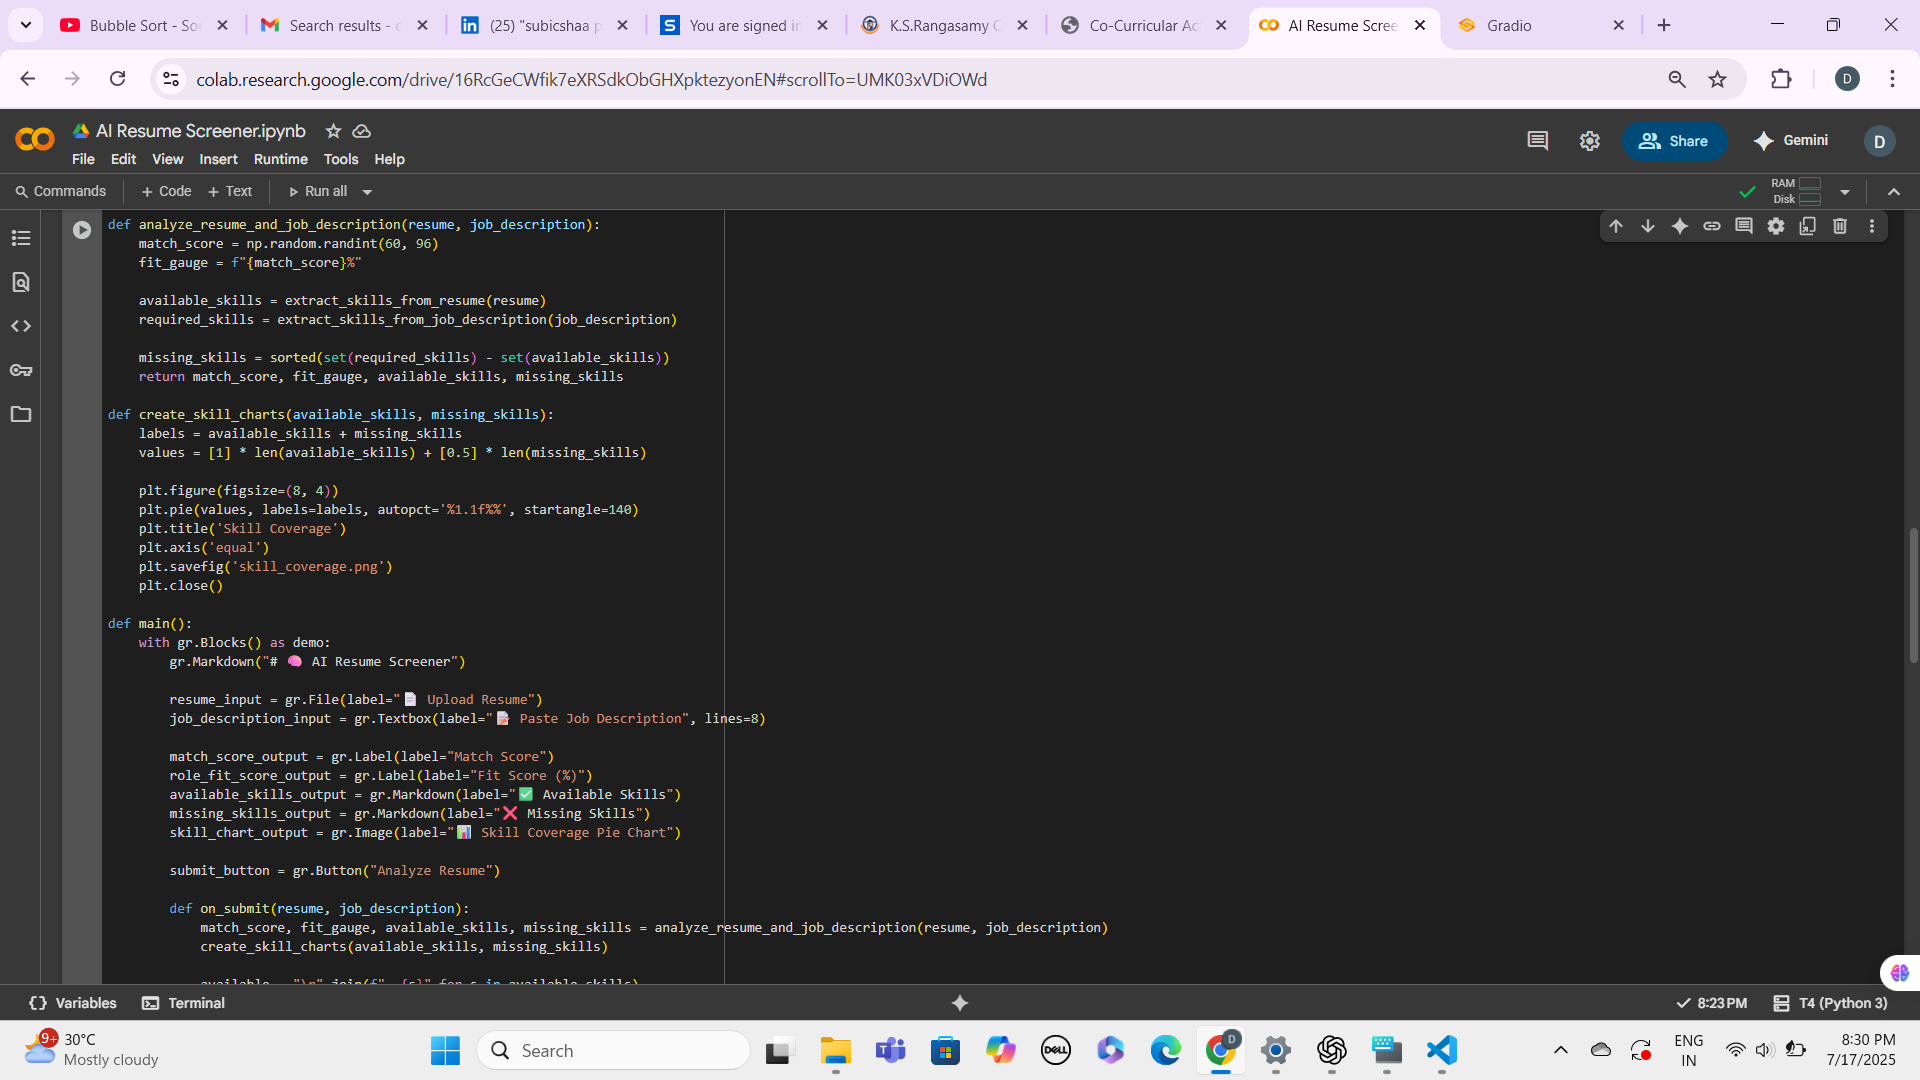 Bubble Sort - So
Search results - 
(25) "subicshaa p
You are signed in
K.S.Rangasamy C
Co-Curricular Ac
AI Resume Scree
Gradio
colab.research.google.com/drive/16RcGeCWfik7eXRSdkObGHXpktezyonEN#scrollTo=UMK03xVDiOWd
D
AI Resume Screener.ipynb
File Edit View Insert Runtime Tools Help
Share
Gemini
D
Commands + Code + Text Run all
RAM
Disk
def analyze_resume_and_job_description(resume, job_description):
    match_score = np.random.randint(60, 96)
    fit_gauge = f"{match_score}%"
    available_skills = extract_skills_from_resume(resume)
    required_skills = extract_skills_from_job_description(job_description)
    missing_skills = sorted(set(required_skills) - set(available_skills))
    return match_score, fit_gauge, available_skills, missing_skills
def create_skill_charts(available_skills, missing_skills):
    labels = available_skills + missing_skills
    values = [1] * len(available_skills) + [0.5] * len(missing_skills)
    plt.figure(figsize=(8, 4))
    plt.pie(values, labels=labels, autopct='%1.1f%%', startangle=140)
    plt.title('Skill Coverage')
    plt.axis('equal')
    plt.savefig('skill_coverage.png')
    plt.close()
def main():
    with gr.Blocks() as demo:
        gr.Markdown("# 🧠 AI Resume Screener")
        resume_input = gr.File(label="📄 Upload Resume")
        job_description_input = gr.Textbox(label="📝 Paste Job Description", lines=8)
        match_score_output = gr.Label(label="Match Score")
        role_fit_score_output = gr.Label(label="Fit Score (%)")
        available_skills_output = gr.Markdown(label="✅ Available Skills")
        missing_skills_output = gr.Markdown(label="❌ Missing Skills")
        skill_chart_output = gr.Image(label="📊 Skill Coverage Pie Chart")
        submit_button = gr.Button("Analyze Resume")
        def on_submit(resume, job_description):
            match_score, fit_gauge, available_skills, missing_skills = analyze_resume_and_job_description(resume, job_description)
            create_skill_charts(available_skills, missing_skills)
            available = "\n".join(f"- {s}" for s in available_skills)
Variables
Terminal
8:23 PM
T4 (Python 3)
9+
30°C
Mostly cloudy
Search
DELL
D
ENG
IN
8:30 PM
7/17/2025